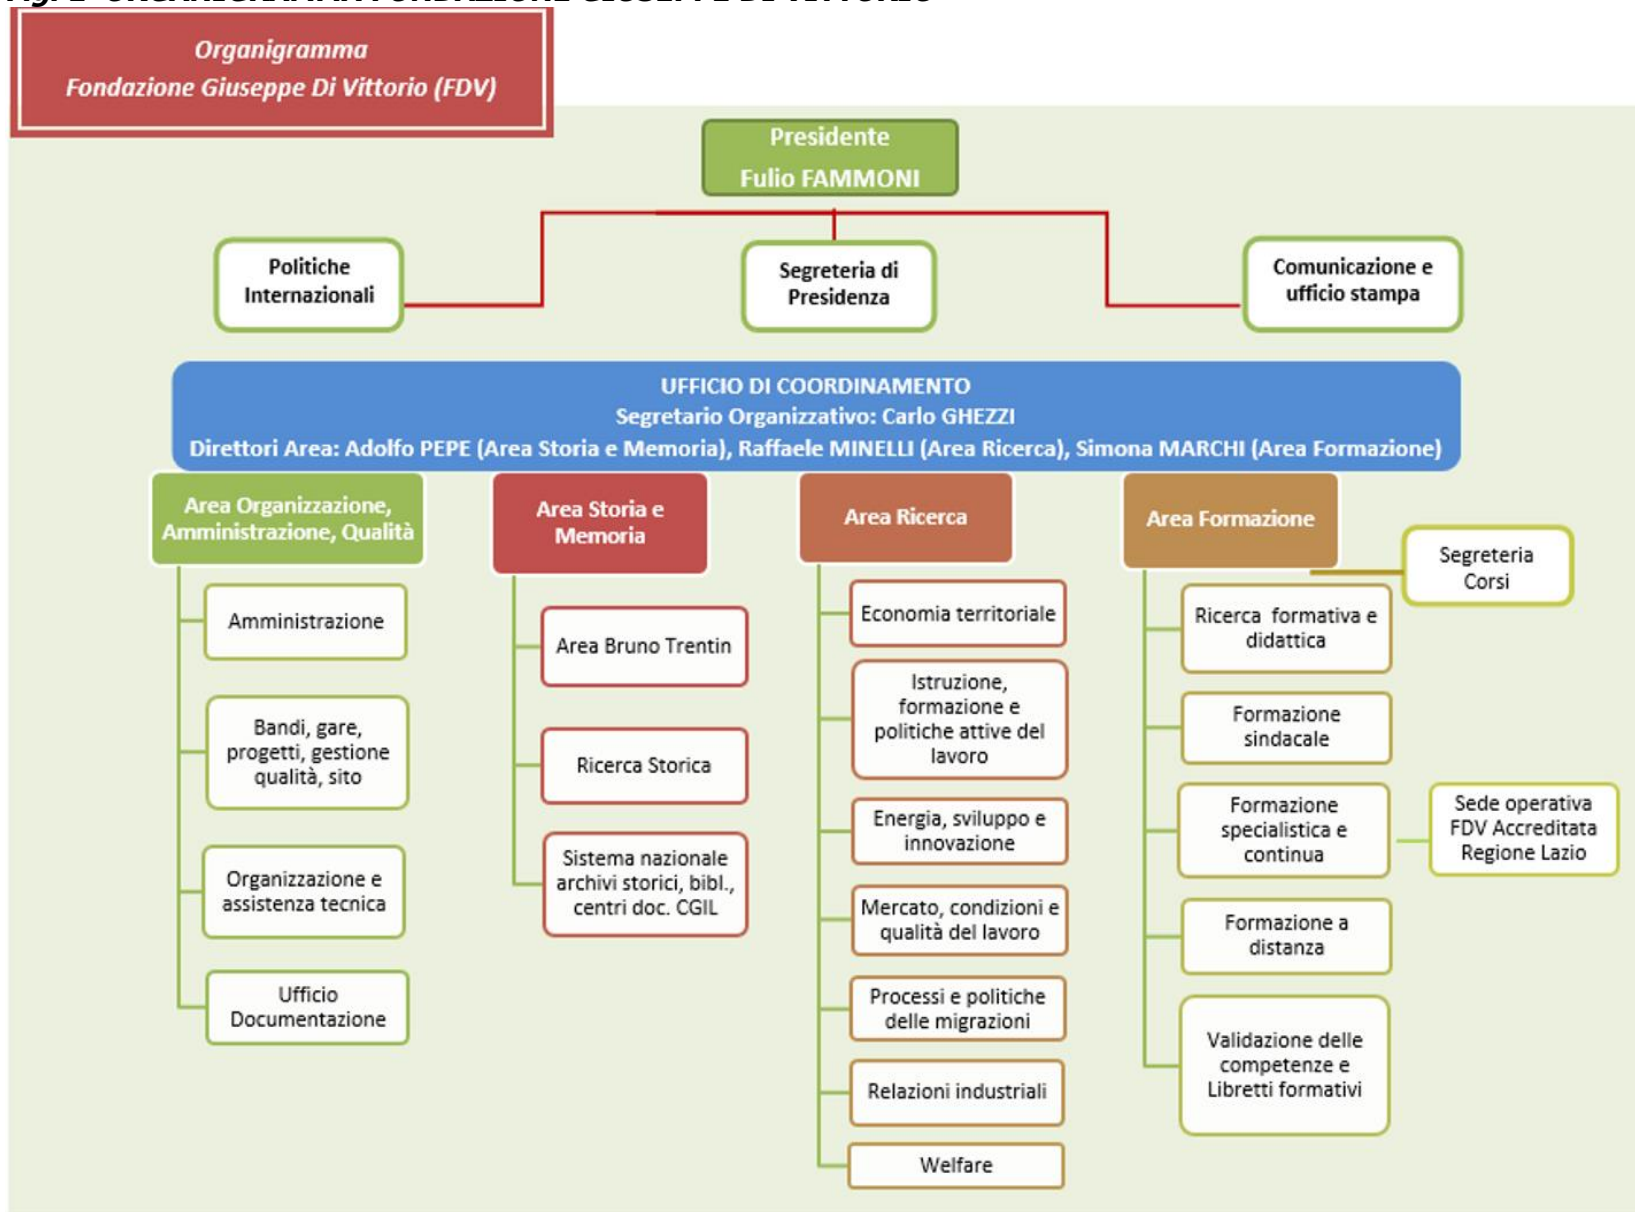 Organigramma
Fondazione Giuseppe Di Vittorio (FDV)
Presidente
Fulio FAMMONI
Politiche
Internazionali
Segreteria di
Presidenza
Comunicazione e
ufficio stampa
UFFICIO DI COORDINAMENTO
Segretario Organizzativo: Carlo GHEZZI
Direttori Area: Adolfo PEPE (Area Storia e Memoria), Raffaele MINELLI (Area Ricerca), Simona MARCHI (Area Formazione)
Area Organizzazione,
Amministrazione, Qualità
Amministrazione
Bandi, gare,
progetti, gestione
qualità, sito
Organizzazione e
assistenza tecnica
Ufficio
Documentazione
Area Storia e
Memoria
Area Bruno Trentin
Ricerca Storica
Sistema nazionale
archivi storici, bibl.,
centri doc. CGIL
Area Ricerca
Economia territoriale
Istruzione,
formazione e
politiche attive del
lavoro
Energia, sviluppo e
innovazione
Mercato, condizioni e
qualità del lavoro
Processi e politiche
delle migrazioni
Relazioni industriali
Welfare
Area Formazione
Segreteria
Corsi
Ricerca formativa e
didattica
Formazione
sindacale
Formazione
specialistica e
continua
Sede operativa
FDV Accreditata
Regione Lazio
Formazione a
distanza
Validazione delle
competenze e
Libretti formativi